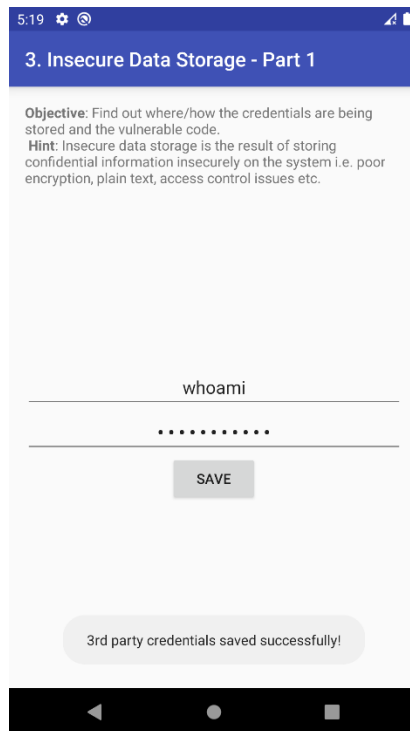 5:19
3. Insecure Data Storage - Part 1
Objective: Find out where/how the credentials are being
stored and the vulnerable code.
Hint: Insecure data storage is the result of storing
confidential information insecurely on the system i.e. poor
encryption, plain text, access control issues etc.
whoami
•••••••••••
SAVE
3rd party credentials saved successfully!